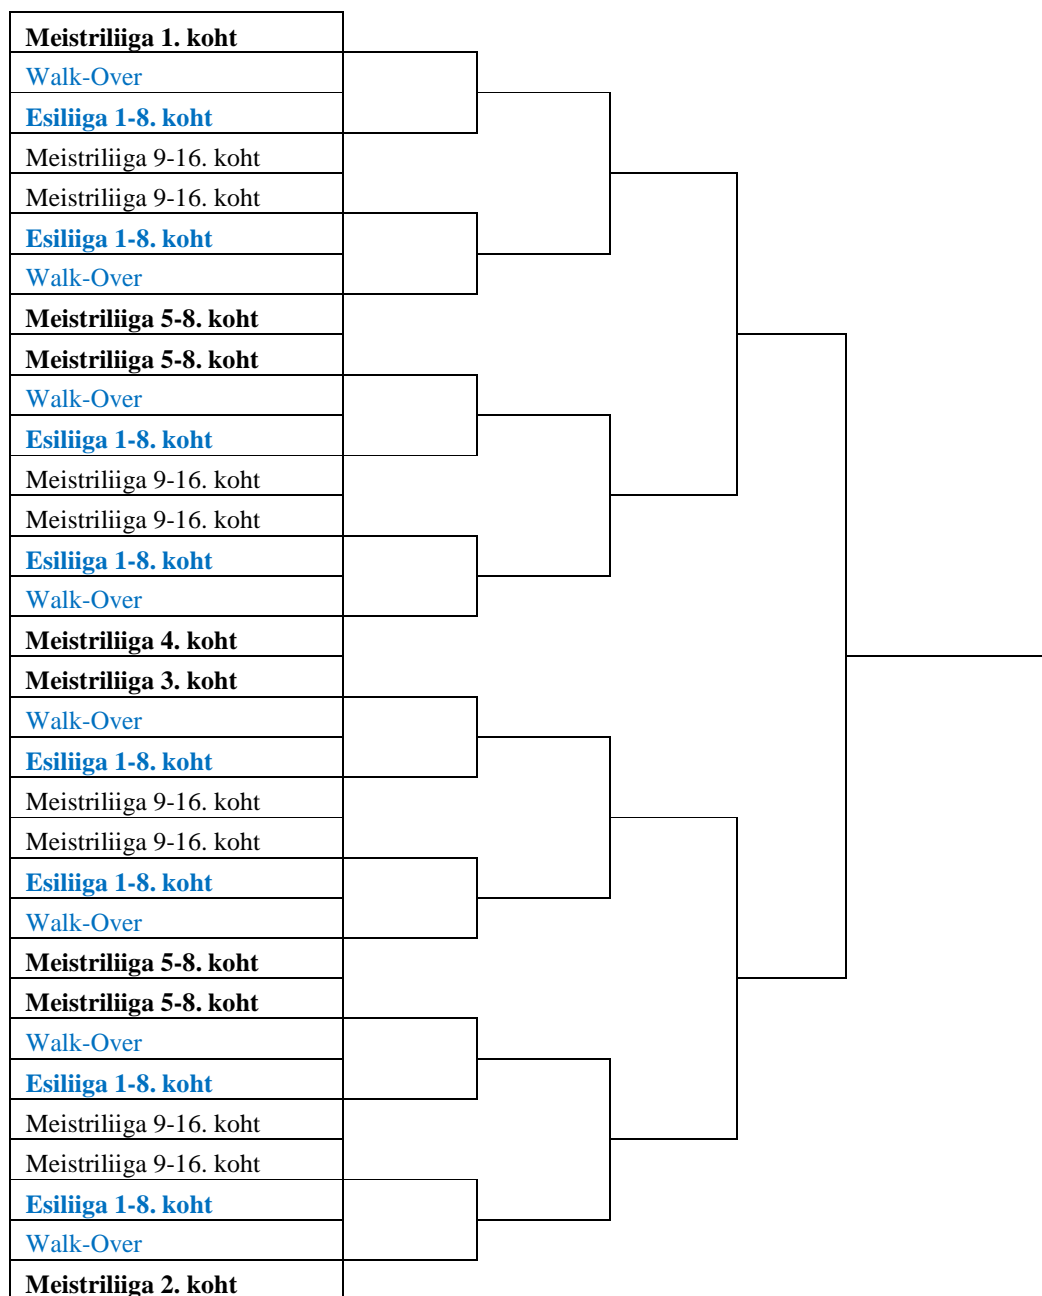 Meistriliiga 1. koht
Walk-Over
Esiliiga 1-8. koht
Meistriliiga 9-16. koht
Meistriliiga 9-16. koht
Esiliiga 1-8. koht
Walk-Over
Meistriliiga 5-8. koht
Meistriliiga 5-8. koht
Walk-Over
Esiliiga 1-8. koht
Meistriliiga 9-16. koht
Meistriliiga 9-16. koht
Esiliiga 1-8. koht
Walk-Over
Meistriliiga 4. koht
Meistriliiga 3. koht
Walk-Over
Esiliiga 1-8. koht
Meistriliiga 9-16. koht
Meistriliiga 9-16. koht
Esiliiga 1-8. koht
Walk-Over
Meistriliiga 5-8. koht
Meistriliiga 5-8. koht
Walk-Over
Esiliiga 1-8. koht
Meistriliiga 9-16. koht
Meistriliiga 9-16. koht
Esiliiga 1-8. koht
Walk-Over
Meistriliiga 2. koht